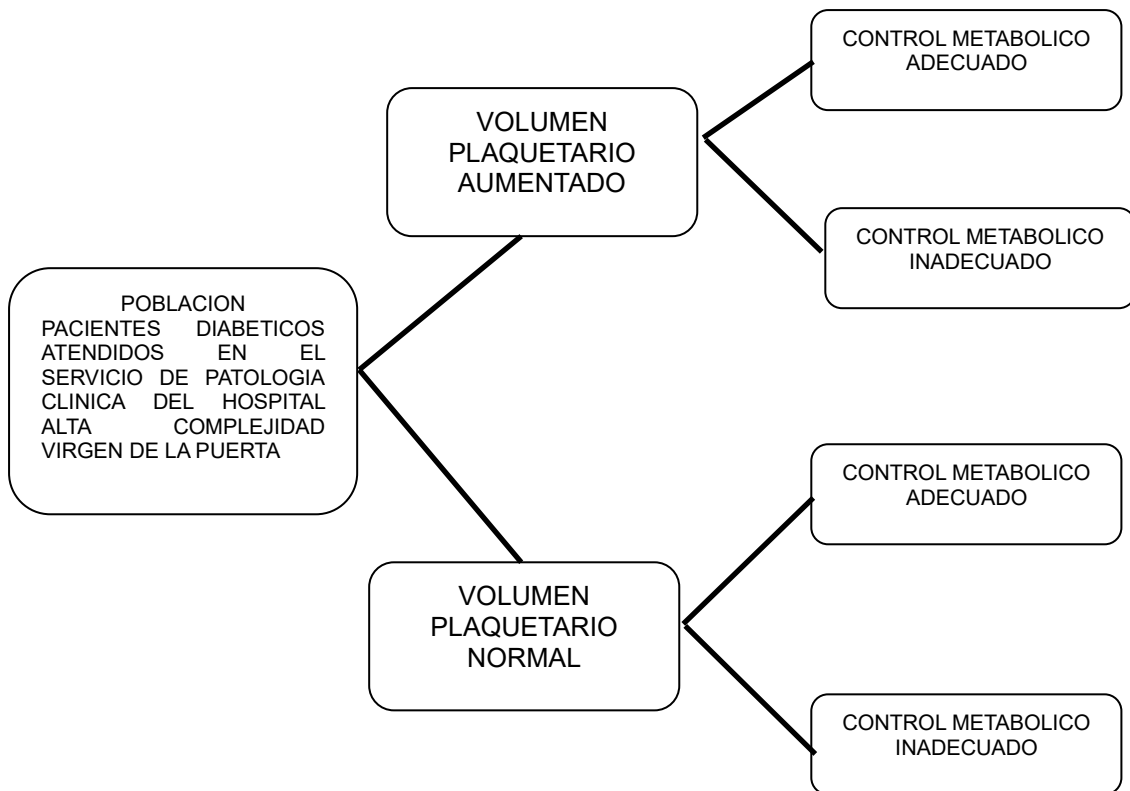 POBLACION
PACIENTES DIABETICOS
ATENDIDOS EN EL
SERVICIO DE PATOLOGIA
CLINICA DEL HOSPITAL
ALTA COMPLEJIDAD
VIRGEN DE LA PUERTA
VOLUMEN
PLAQUETARIO
AUMENTADO
CONTROL METABOLICO
ADECUADO
CONTROL METABOLICO
INADECUADO
VOLUMEN
PLAQUETARIO
NORMAL
CONTROL METABOLICO
ADECUADO
CONTROL METABOLICO
INADECUADO